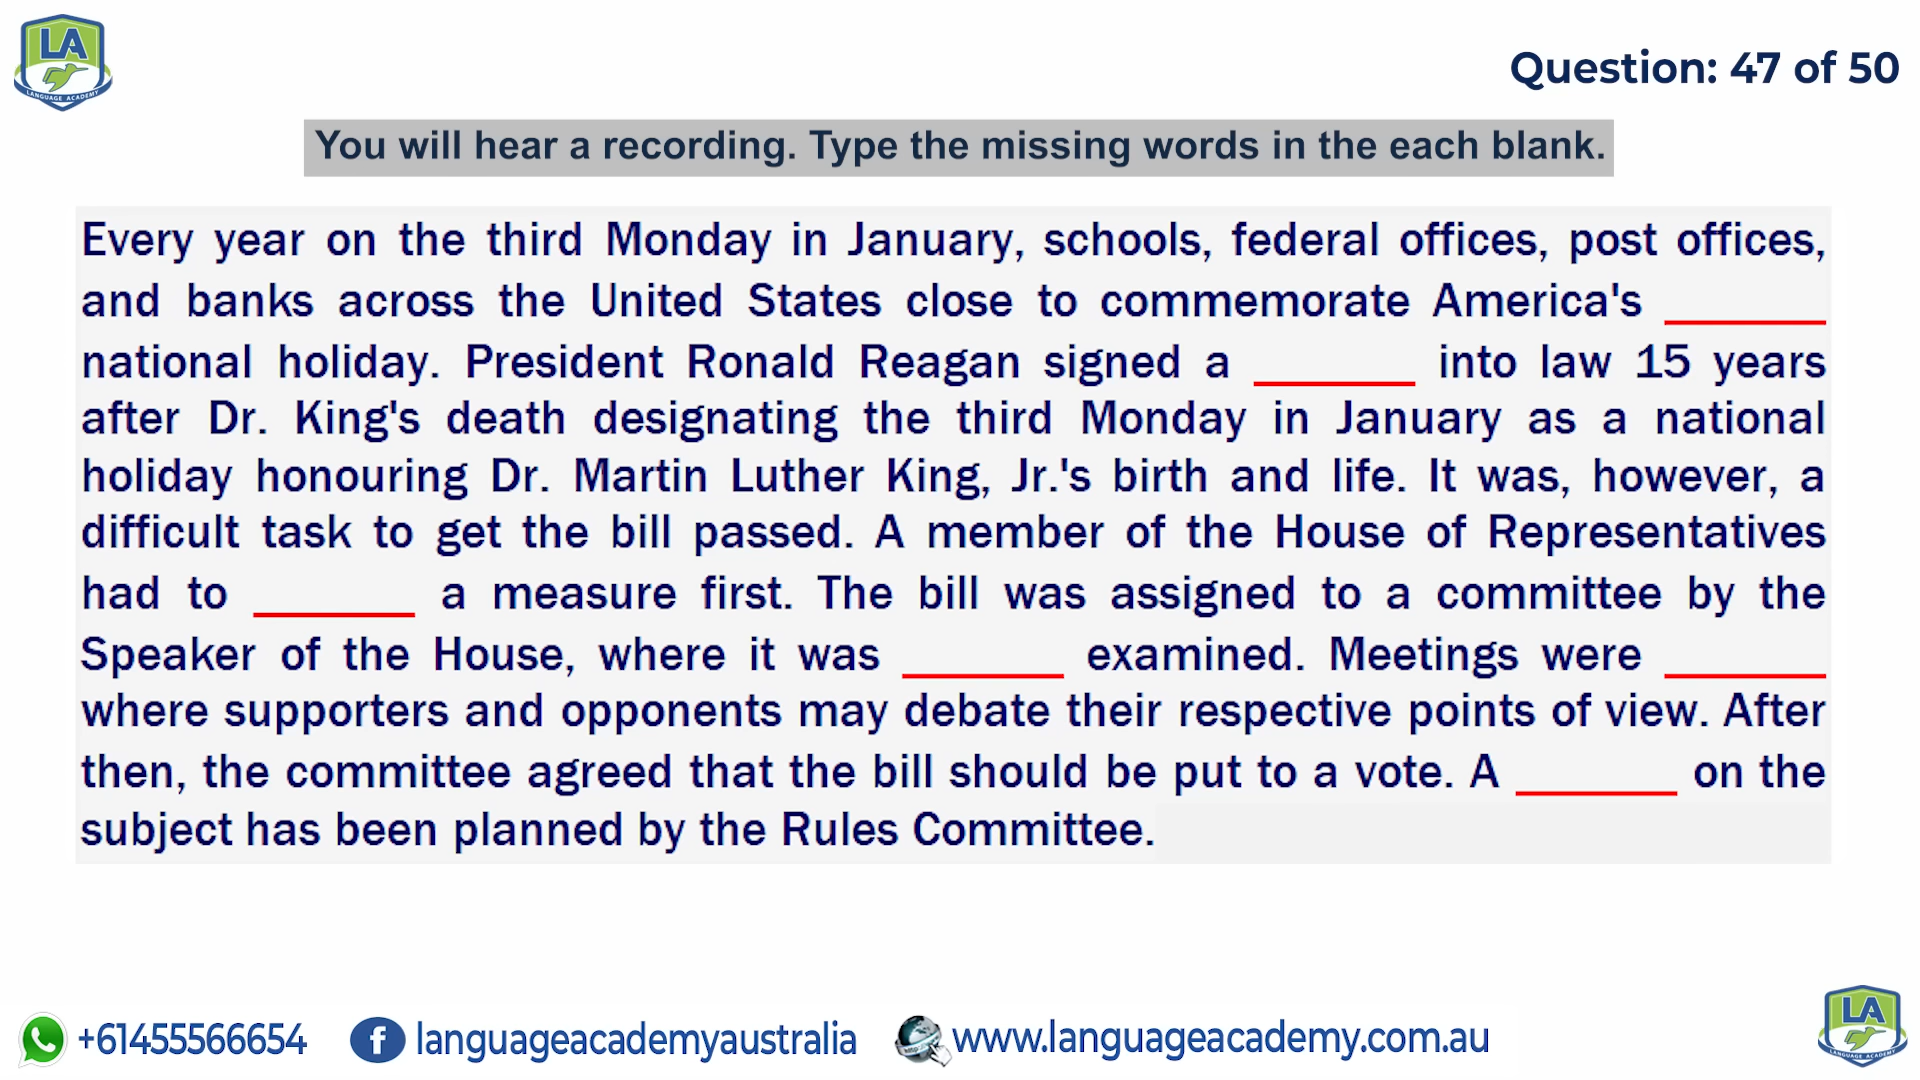 LA
LANGUAGE ACADEMY
Question: 47 of 50
You will hear a recording. Type the missing words in the each blank.
Every year on the third Monday in January, schools, federal offices, post offices,
and banks across the United States close to commemorate America's _______
national holiday. President Ronald Reagan signed a _______ into law 15 years
after Dr. King's death designating the third Monday in January as a national
holiday honouring Dr. Martin Luther King, Jr.'s birth and life. It was, however, a
difficult task to get the bill passed. A member of the House of Representatives
had to _______ a measure first. The bill was assigned to a committee by the
Speaker of the House, where it was _______ examined. Meetings were _______
where supporters and opponents may debate their respective points of view. After
then, the committee agreed that the bill should be put to a vote. A _______ on the
subject has been planned by the Rules Committee.
+61455566654 languageacademyaustralia www.languageacademy.com.au
LA
LANGUAGE ACADEMY